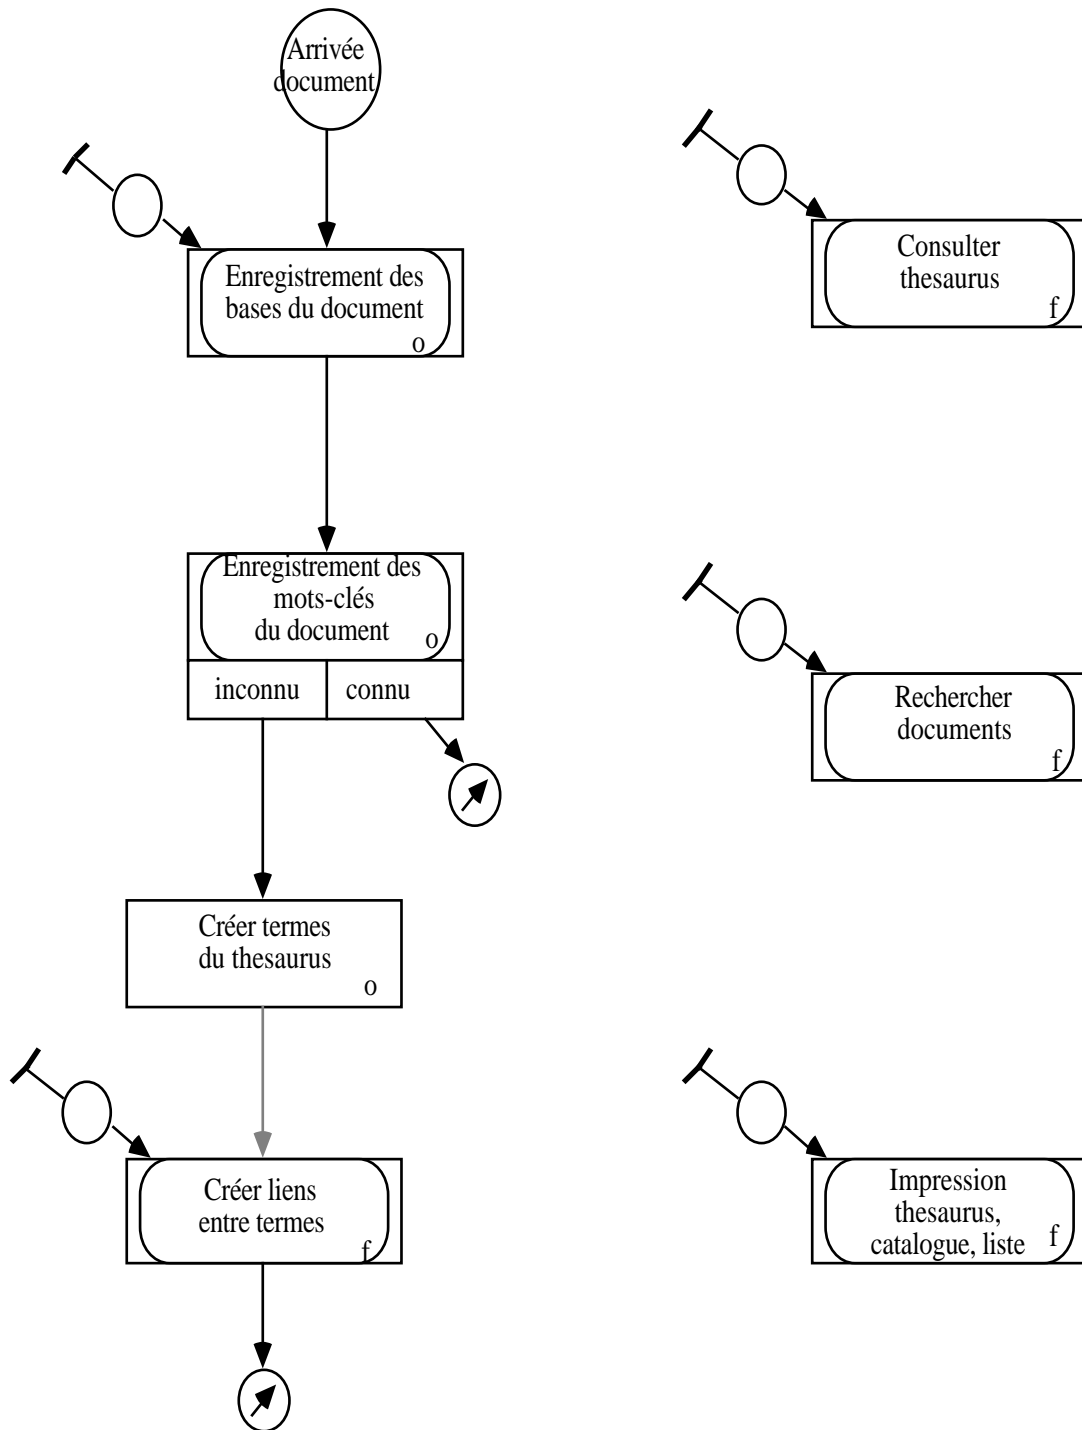 Arrivée
document
Enregistrement des
bases du document
o
Enregistrement des
mots-clés
du document
o
inconnu
connu
Créer termes
du thesaurus
o
Créer liens
entre termes
f
Consulter
thesaurus
f
Rechercher
documents
f
Impression
thesaurus,
catalogue, liste
f